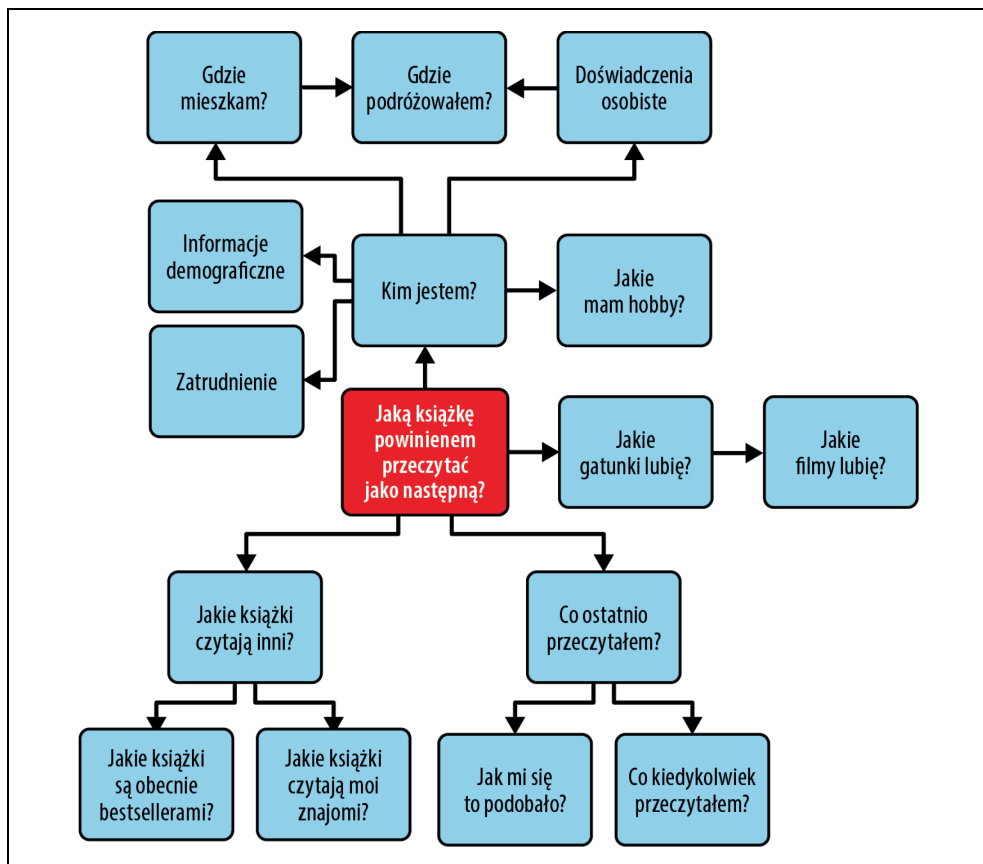 Gdzie
mieszkam?
Gdzie
podróżowałem?
Doświadczenia
osobiste
Informacje
demograficzne
Kim jestem?
Jakie
mam hobby?
Zatrudnienie
Jaką książkę
powinienem
przeczytać
jako następną?
Jakie
gatunki lubię?
Jakie
filmy lubię?
Jakie książki
czytają inni?
Co ostatnio
przeczytałem?
Jakie książki
są obecnie
bestsellerami?
Jakie książki
czytają moi
znajomi?
Jak mi się
to podobało?
Co kiedykolwiek
przeczytałem?